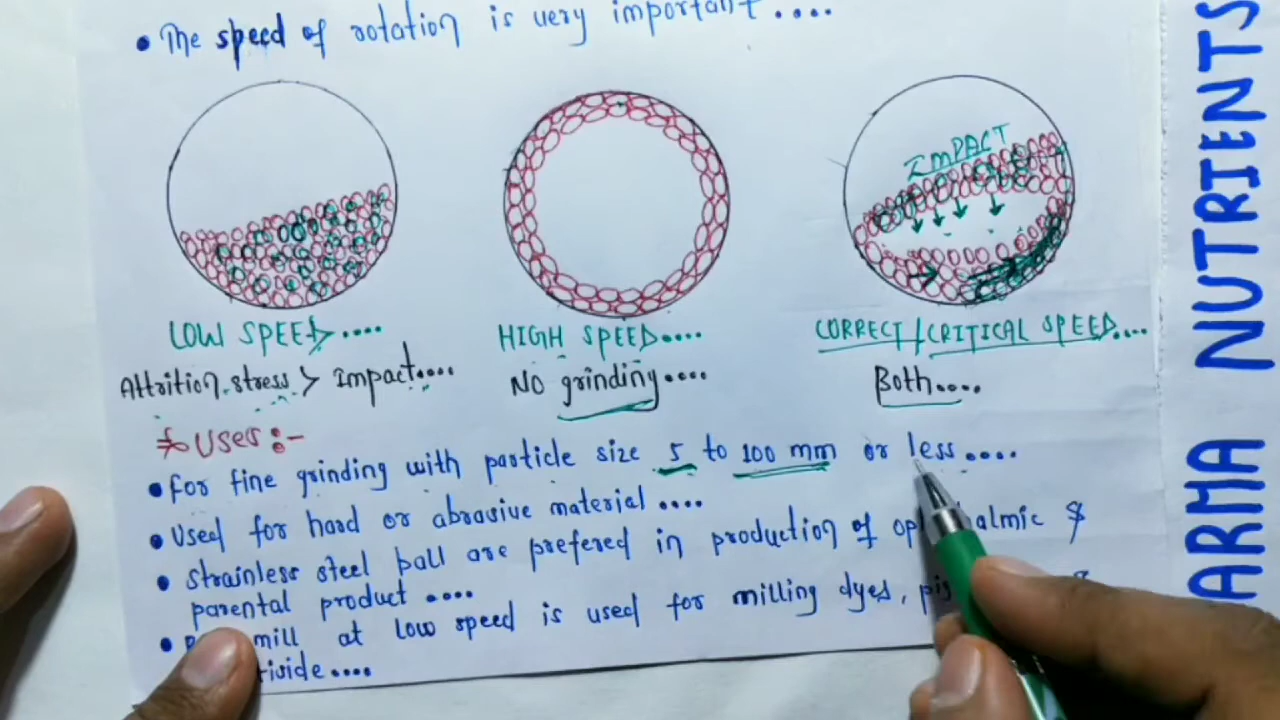 • The speed of rotation is very important....
IMPACT
LOW SPEED....
HIGH SPEED....
CORRECT/CRITICAL SPEED....
Attrition stress > Impact....
No grinding....
Both....
* Uses:-
• For fine grinding with particle size 5 to 100 mm or less....
• Used for hard or abrasive material....
• Strainless steel ball are prefered in production of op almic &
parental product....
• mill at low speed is used for milling dyes,
ticide....
ARMA NUTRIENTS